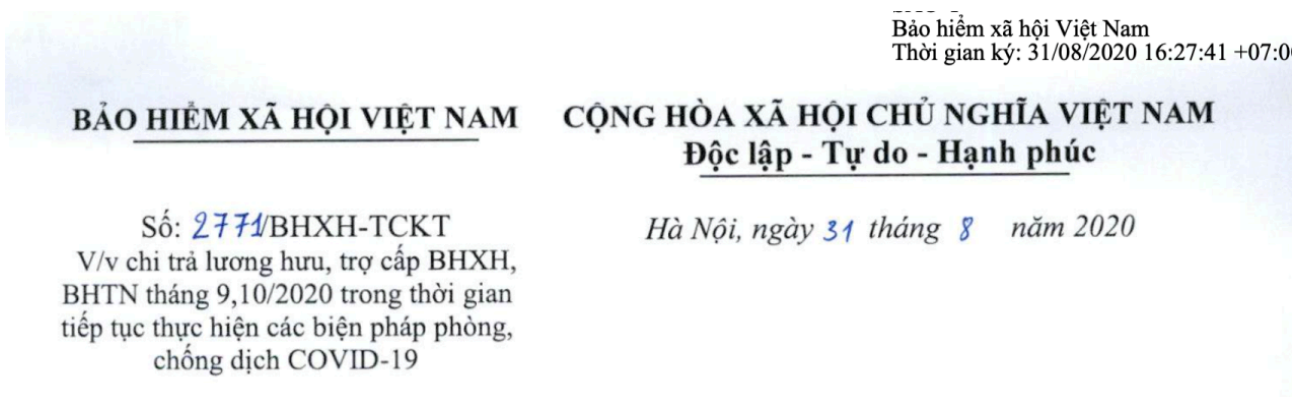 Bảo hiểm xã hội Việt Nam
Thời gian ký: 31/08/2020 16:27:41 +07:0
BẢO HIỂM XÃ HỘI VIỆT NAM
Số: 2771/BHXH-TCKT
V/v chi trả lương hưu, trợ cấp BHXH,
BHTN tháng 9,10/2020 trong thời gian
tiếp tục thực hiện các biện pháp phòng,
chống dịch COVID-19
CỘNG HÒA XÃ HỘI CHỦ NGHĨA VIỆT NAM
Độc lập - Tự do - Hạnh phúc
Hà Nội, ngày 31 tháng 8 năm 2020